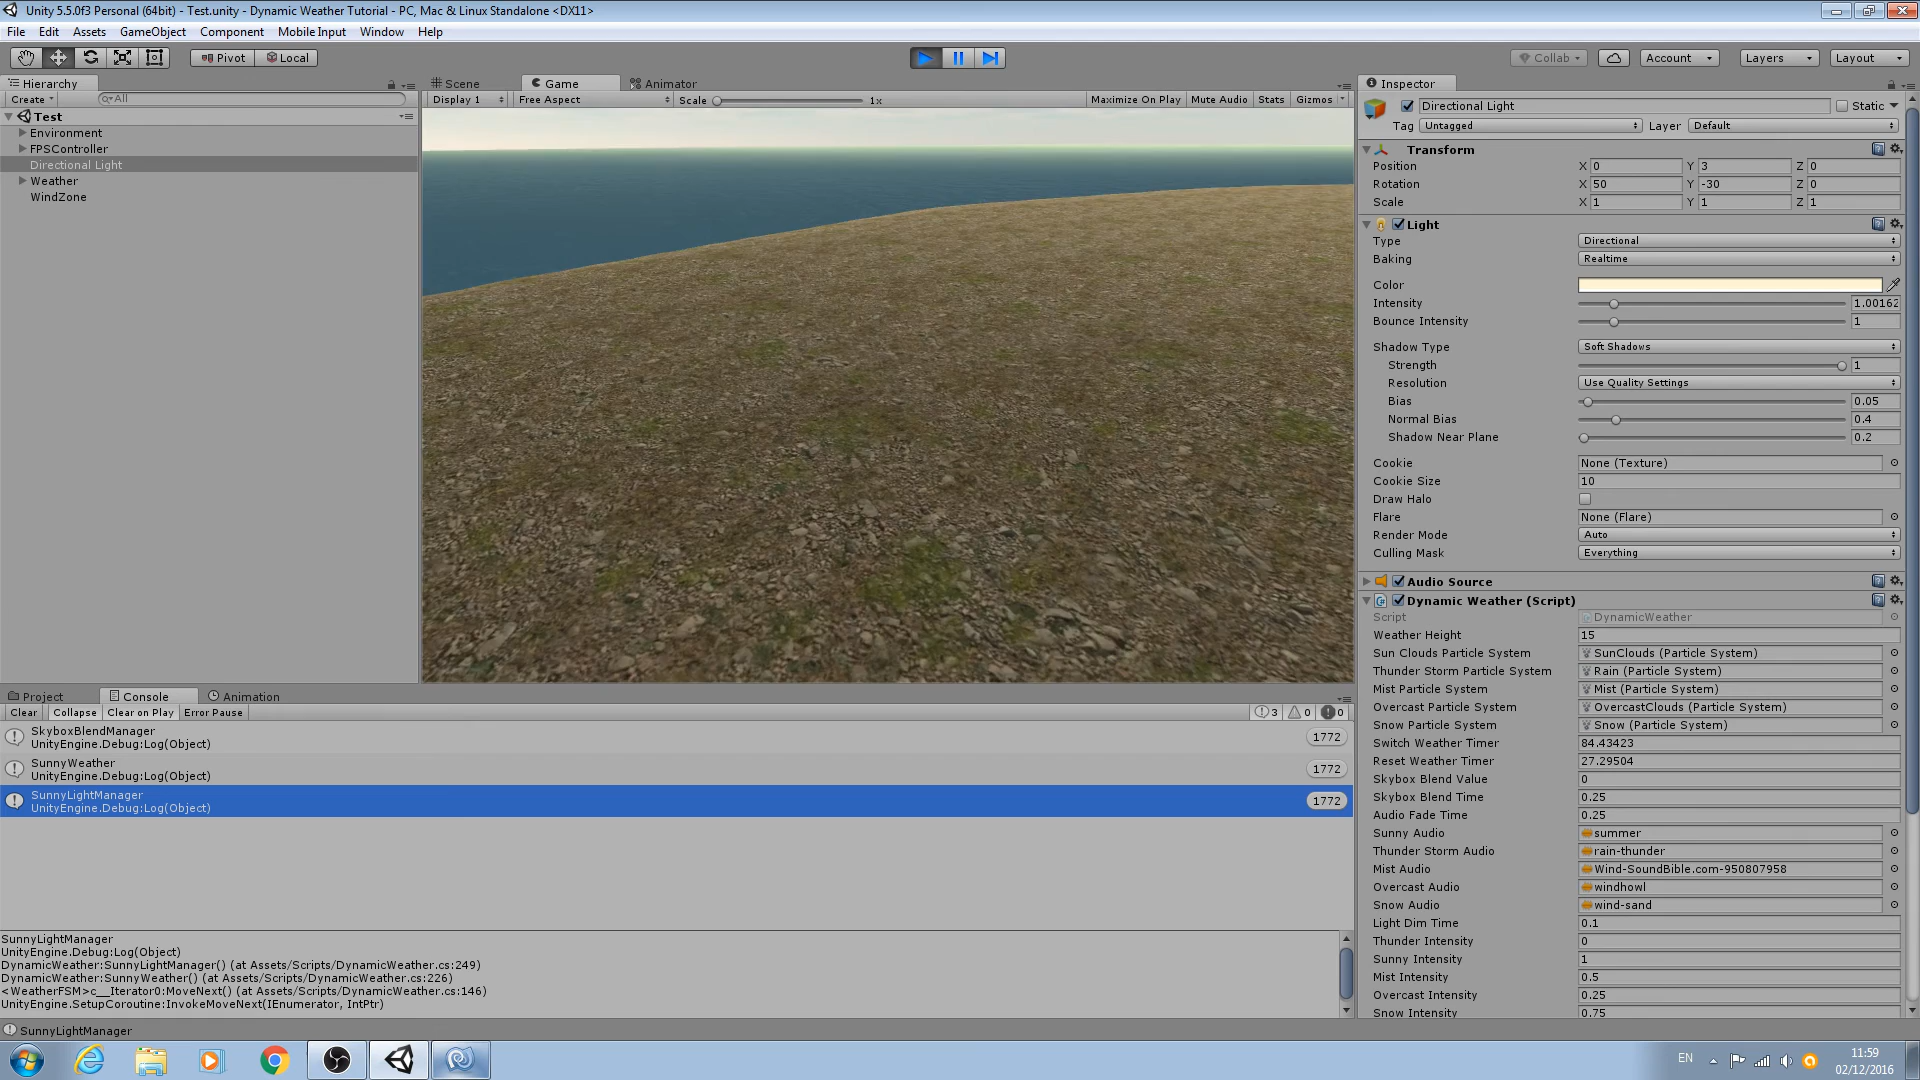 Unity 5.5.0f3 Personal (64bit) - Test.unity - Dynamic Weather Tutorial - PC, Mac & Linux Standalone <DX11>
File Edit Assets GameObject Component Mobile Input Window Help
Pivot Local Collab Account Layers Layout
Hierarchy
Create All
Test
Environment
FPSController
Directional Light
Weather
WindZone
Scene Game Animator
Display 1 Free Aspect Scale 1x Maximize On Play Mute Audio Stats Gizmos
Inspector
Directional Light Static
Tag Untagged Layer Default
Transform
Position X 0 Y 3 Z 0
Rotation X 50 Y -30 Z 0
Scale X 1 Y 1 Z 1
Light
Type Directional
Baking Realtime
Color
Intensity 1.00162
Bounce Intensity 1
Shadow Type Soft Shadows
Strength 1
Resolution Use Quality Settings
Bias 0.05
Normal Bias 0.4
Shadow Near Plane 0.2
Cookie None (Texture)
Cookie Size 10
Draw Halo
Flare None (Flare)
Render Mode Auto
Culling Mask Everything
Audio Source
Dynamic Weather (Script)
Script DynamicWeather
Weather Height 15
Sun Clouds Particle System SunClouds (Particle System)
Thunder Storm Particle System Rain (Particle System)
Mist Particle System Mist (Particle System)
Overcast Particle System OvercastClouds (Particle System)
Snow Particle System Snow (Particle System)
Switch Weather Timer 84.43423
Reset Weather Timer 27.29504
Skybox Blend Value 0
Skybox Blend Time 0.25
Audio Fade Time 0.25
Sunny Audio summer
Thunder Storm Audio rain-thunder
Mist Audio Wind-SoundBible.com-950807958
Overcast Audio windhowl
Snow Audio wind-sand
Light Dim Time 0.1
Thunder Intensity 0
Sunny Intensity 1
Mist Intensity 0.5
Overcast Intensity 0.25
Snow Intensity 0.75
Project Console Animation
Clear Collapse Clear on Play Error Pause 3 0 0
SkyboxBlendManager
UnityEngine.Debug:Log(Object) 1772
SunnyWeather
UnityEngine.Debug:Log(Object) 1772
SunnyLightManager
UnityEngine.Debug:Log(Object) 1772
SunnyLightManager
UnityEngine.Debug:Log(Object)
DynamicWeather:SunnyLightManager() (at Assets/Scripts/DynamicWeather.cs:249)
DynamicWeather:SunnyWeather() (at Assets/Scripts/DynamicWeather.cs:226)
<WeatherFSM>c__Iterator0:MoveNext() (at Assets/Scripts/DynamicWeather.cs:146)
UnityEngine.SetupCoroutine:InvokeMoveNext(IEnumerator, IntPtr)
SunnyLightManager
EN
11:59
02/12/2016